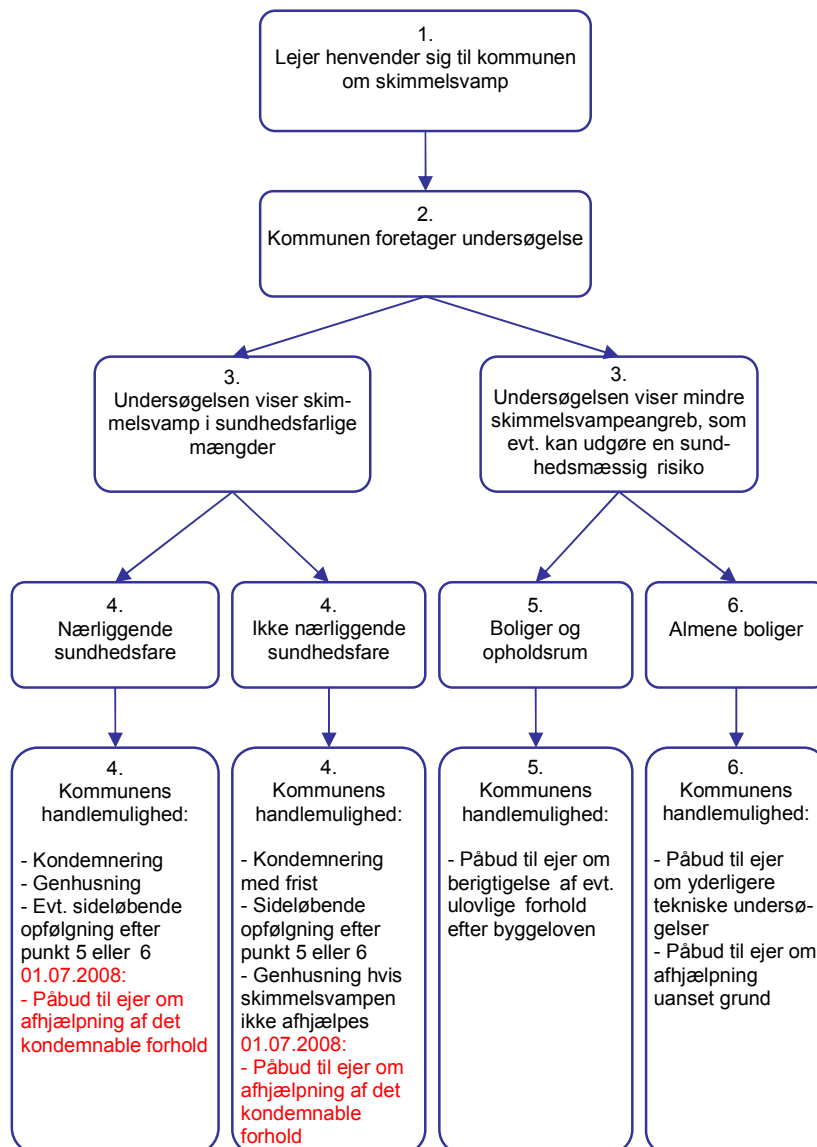 1.
Lejer henvender sig til kommunen
om skimmelsvamp
2.
Kommunen foretager undersøgelse
3.
Undersøgelsen viser skim-
melsvamp i sundhedsfarlige
mængder
3.
Undersøgelsen viser mindre
skimmelsvampeangreb, som
evt. kan udgøre en sund-
hedsmæssig risiko
4.
Nærliggende
sundhedsfare
4.
Ikke nærliggende
sundhedsfare
5.
Boliger og
opholdsrum
6.
Almene boliger
4.
Kommunens
handlemulighed:
- Kondemnering
- Genhusning
- Evt. sideløbende
opfølgning efter
punkt 5 eller 6
01.07.2008:
- Påbud til ejer om
afhjælpning af det
kondemnable forhold
4.
Kommunens
handlemulighed:
- Kondemnering
med frist
- Sideløbende
opfølgning efter
punkt 5 eller 6
- Genhusning hvis
skimmelsvampen
ikke afhjælpes
01.07.2008:
- Påbud til ejer om
afhjælpning af det
kondemnable
forhold
5.
Kommunens
handlemulighed:
- Påbud til ejer om
berigtigelse af evt.
ulovlige forhold
efter byggeloven
6.
Kommunens
handlemulighed:
- Påbud til ejer
om yderligere
tekniske undersø-
gelser
- Påbud til ejer om
afhjælpning
uanset grund